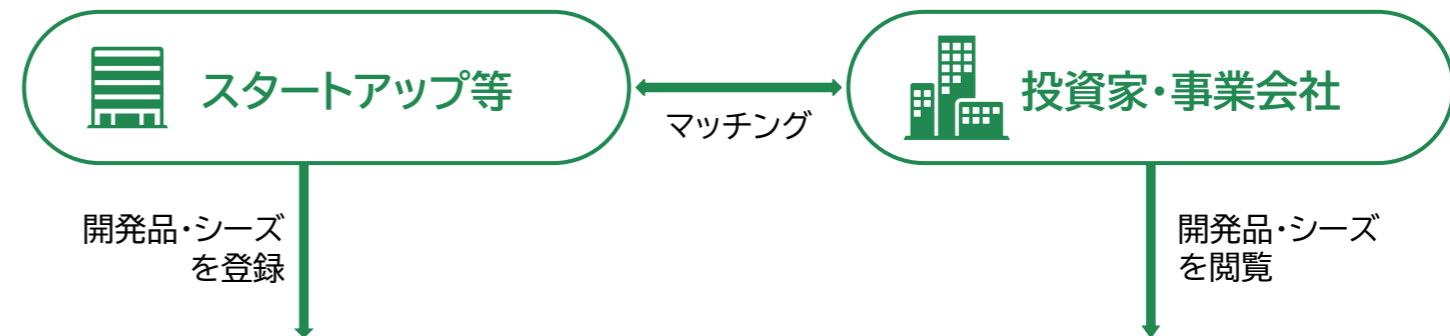 スタートアップ等
投資家・事業会社
マッチング
開発品・シーズ
を登録
開発品・シーズ
を閲覧